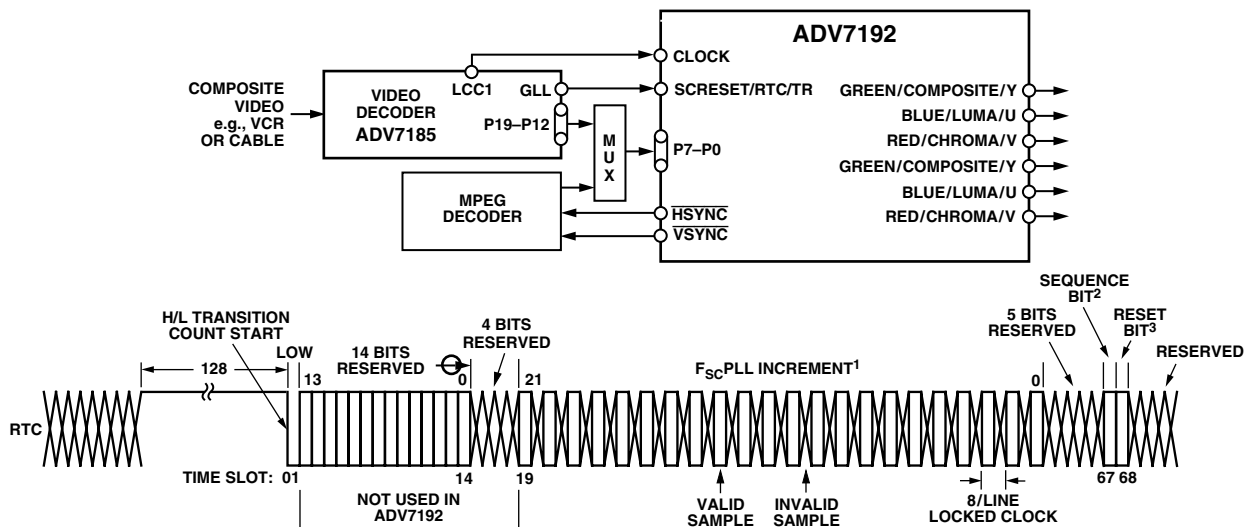 ADV7192
CLOCK
LCC1
COMPOSITE
VIDEO
e.g., VCR
OR CABLE
VIDEO
DECODER
ADV7185
GLL
P19–P12
SCRESET/RTC/TR
M
U
X
P7–P0
MPEG
DECODER
HSYNC
VSYNC
GREEN/COMPOSITE/Y
BLUE/LUMA/U
RED/CHROMA/V
GREEN/COMPOSITE/Y
BLUE/LUMA/U
RED/CHROMA/V
H/L TRANSITION
COUNT START
LOW
128
13
14 BITS
RESERVED
0
4 BITS
RESERVED
21
FSCPLL INCREMENT1
0
5 BITS
RESERVED
SEQUENCE
BIT2
RESET
BIT3
RESERVED
RTC
TIME SLOT: 01
14
19
67 68
NOT USED IN
ADV7192
VALID
SAMPLE
INVALID
SAMPLE
8/LINE
LOCKED CLOCK